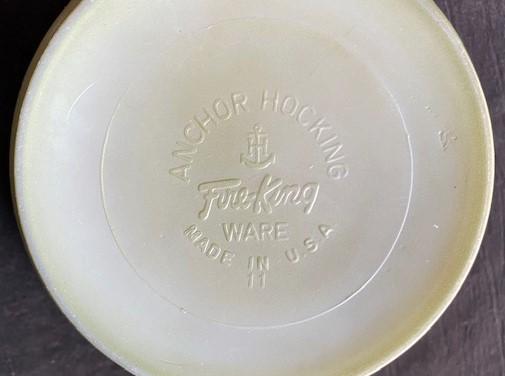 ANCHOR HOCKING
Fire-King
WARE
MADE IN U.S.A
11